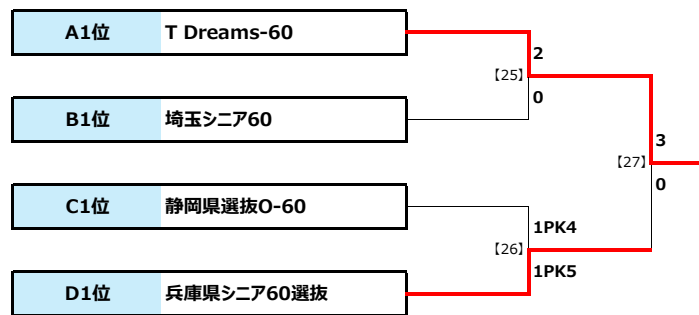 A1位 T Dreams-60
2
【25】
0
B1位 埼玉シニア60
3
【27】
0
C1位 静岡県選抜O-60
1PK4
【26】
1PK5
D1位 兵庫県シニア60選抜